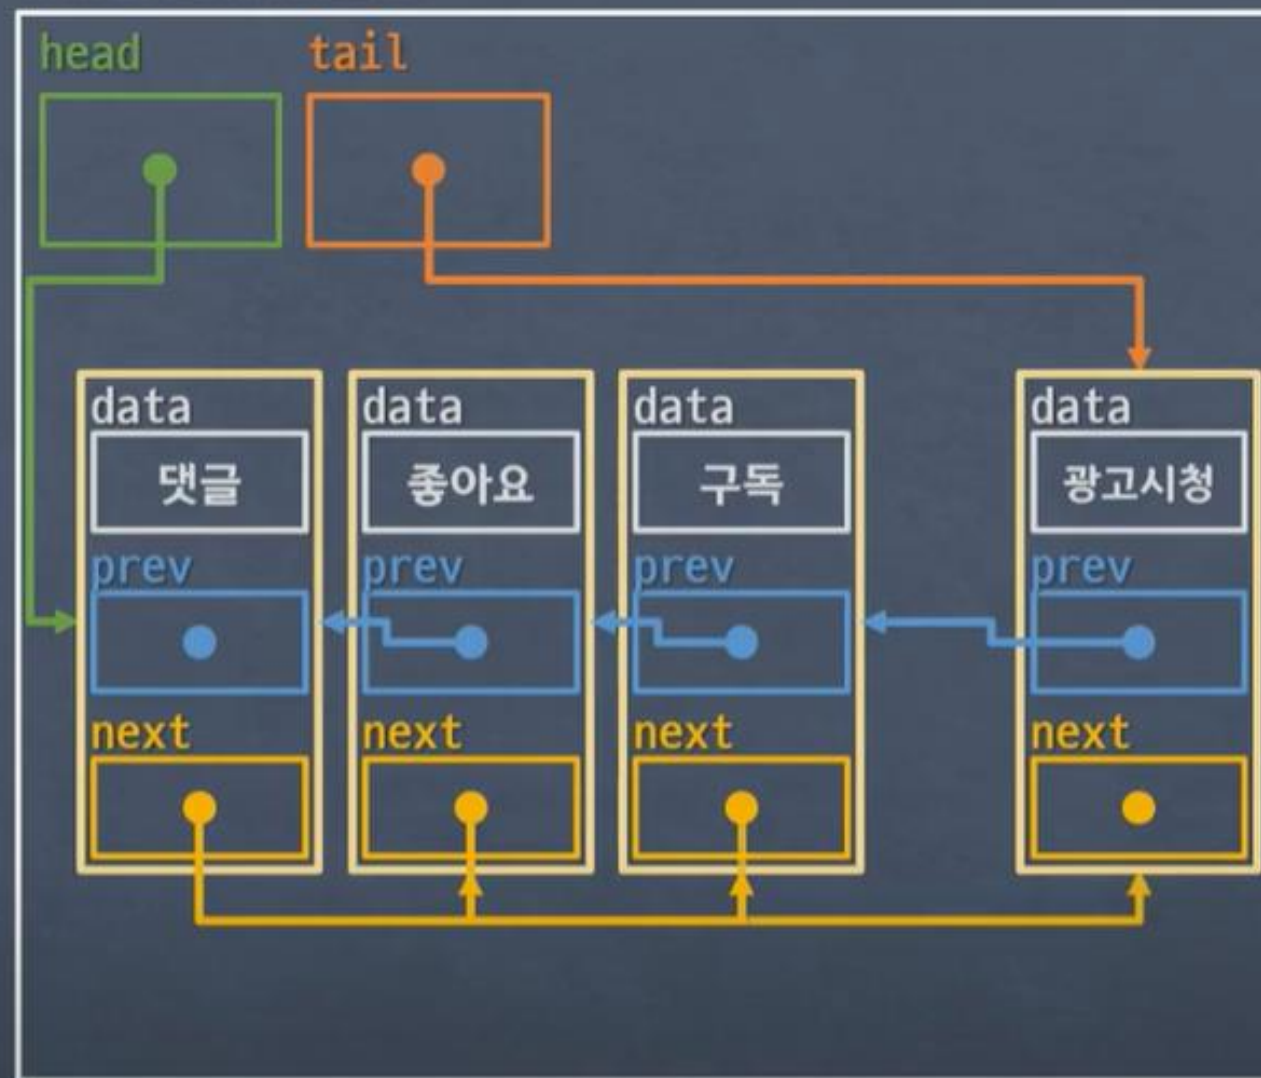 head tail
data data data data
댓글 좋아요 구독 광고시청
prev prev prev prev
next next next next